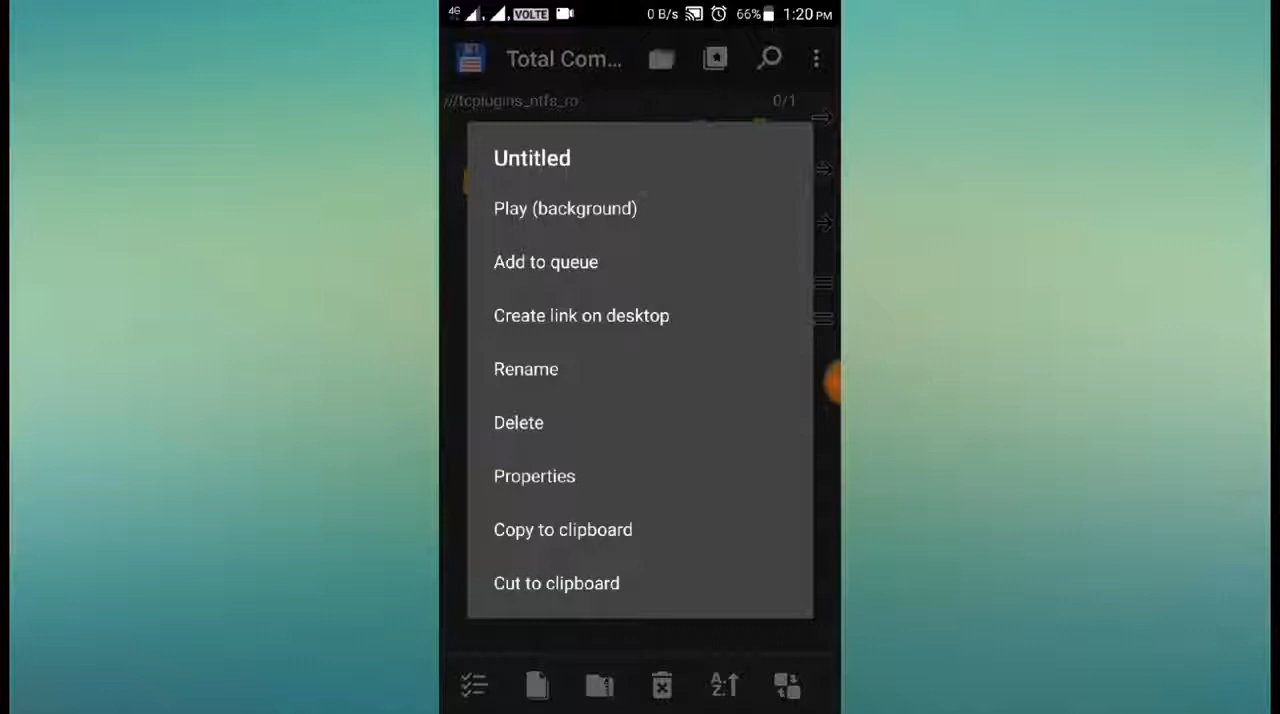 4G VOLTE 0 B/s 66% 1:20 PM
Total Com...
///tcplugins_ntfs_ro 0/1
Untitled
Play (background)
Add to queue
Create link on desktop
Rename
Delete
Properties
Copy to clipboard
Cut to clipboard
A:Z